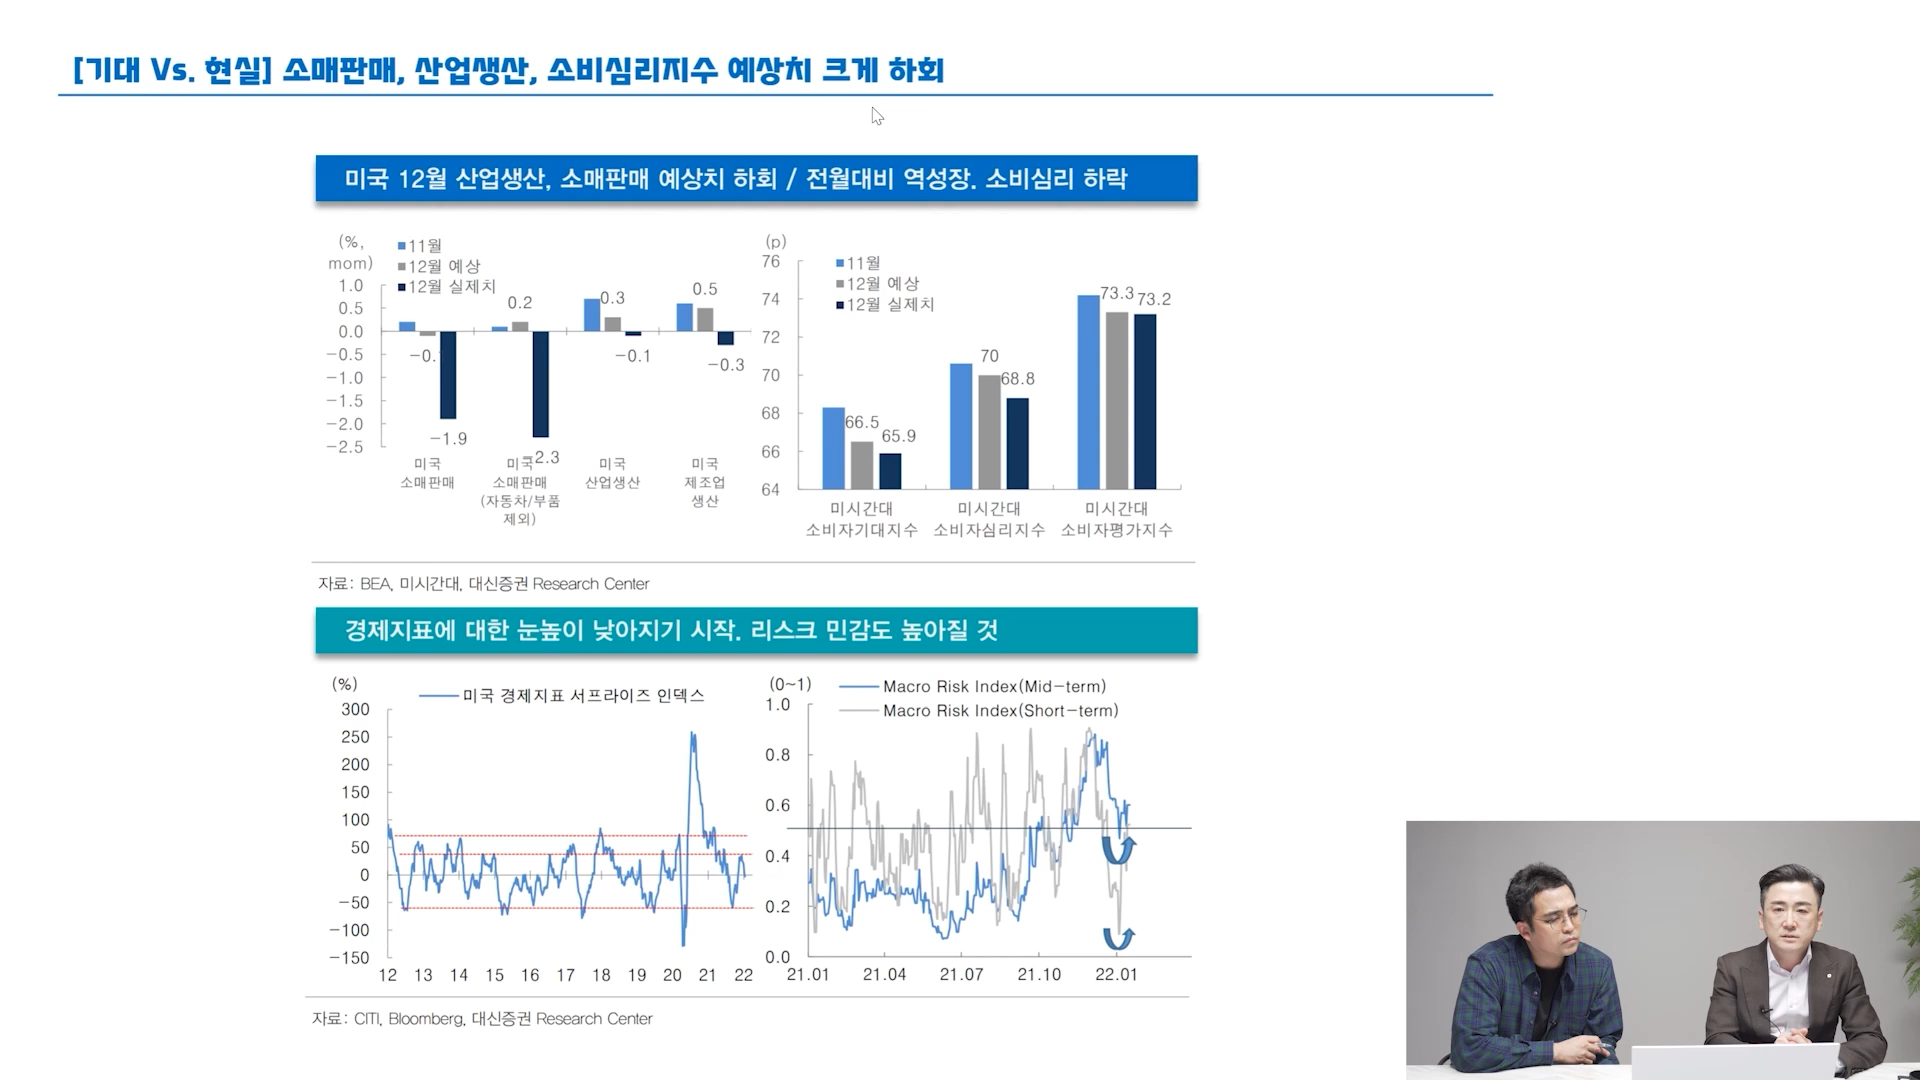 [기대 Vs. 현실] 소매판매, 산업생산, 소비심리지수 예상치 크게 하회
미국 12월 산업생산, 소매판매 예상치 하회 / 전월대비 역성장. 소비심리 하락
(%,
mom)
11월
12월 예상
12월 실제치
1.0
0.5
0.0
-0.5
-1.0
-1.5
-2.0
-2.5
0.2
0.3
0.5
-1.9
-2.3
-0.1
-0.3
미국
소매판매
미국
소매판매
(자동차/부품
제외)
미국
산업생산
미국
제조업
생산
(p)
11월
12월 예상
12월 실제치
76
74
72
70
68
66
64
66.5
65.9
70
68.8
73.3
73.2
미시간대
소비자기대지수
미시간대
소비자심리지수
미시간대
소비자평가지수
자료: BEA, 미시간대, 대신증권 Research Center
경제지표에 대한 눈높이 낮아지기 시작. 리스크 민감도 높아질 것
(%)
미국 경제지표 서프라이즈 인덱스
300
250
200
150
100
50
0
-50
-100
-150
12 13 14 15 16 17 18 19 20 21 22
(0~1)
Macro Risk Index(Mid-term)
Macro Risk Index(Short-term)
1.0
0.8
0.6
0.4
0.2
0.0
21.01 21.04 21.07 21.10 22.01
자료: CITI, Bloomberg, 대신증권 Research Center